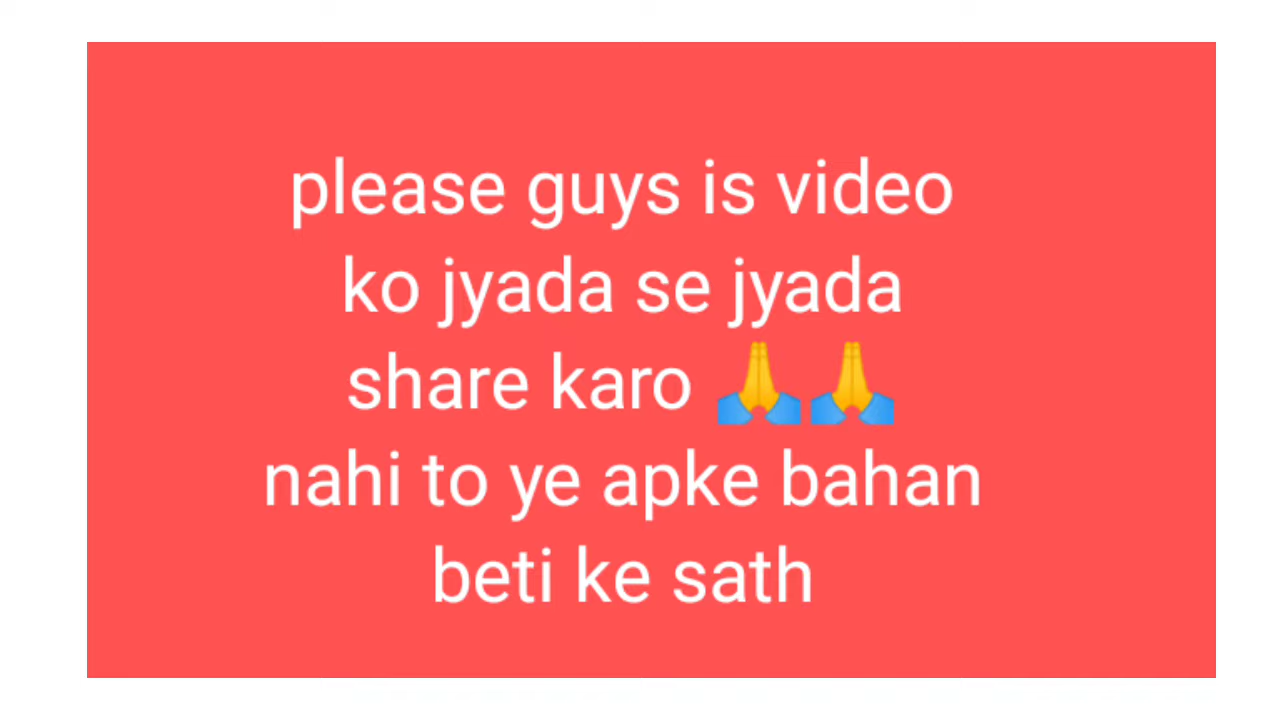 please guys is video
ko jyada se jyada
share karo 🙏🙏
nahi to ye apke bahan
beti ke sath